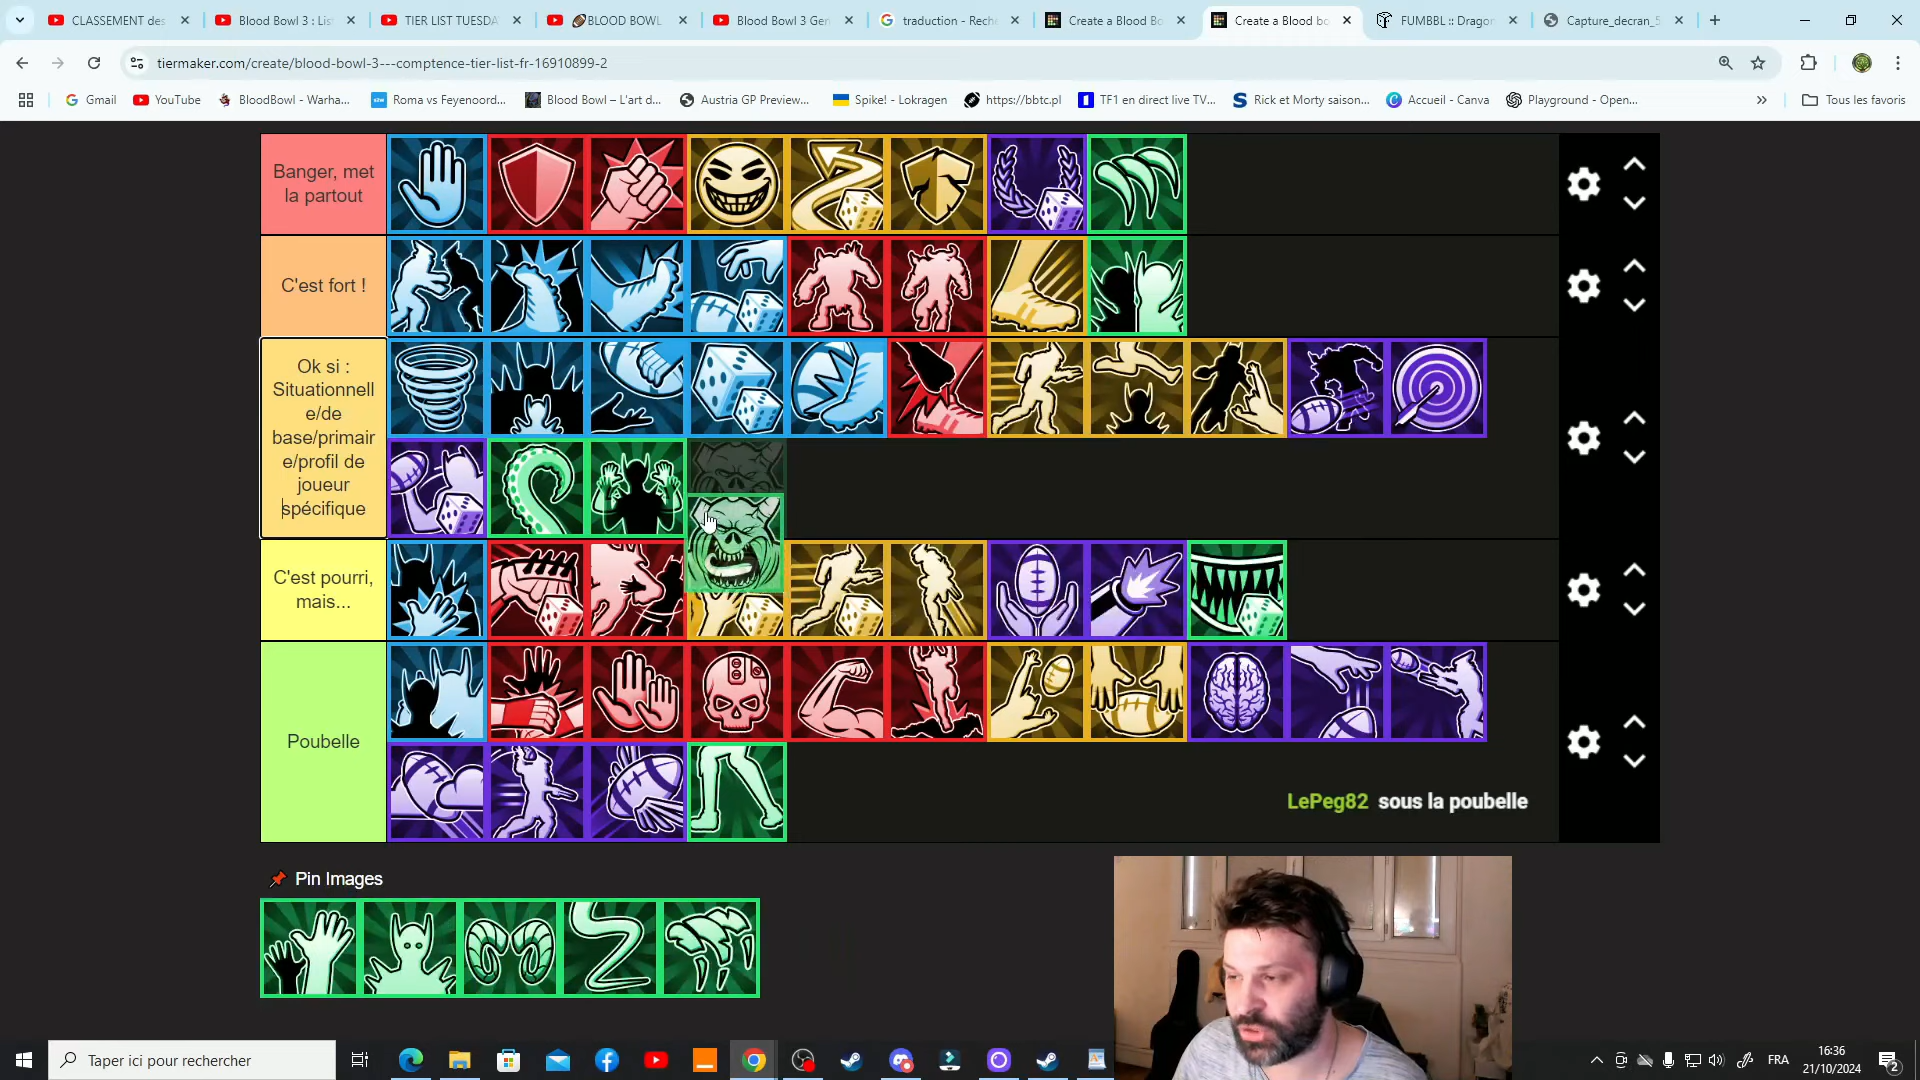 CLASSEMENT des
Blood Bowl 3 : List
TIER LIST TUESDA
🏈BLOOD BOWL
Blood Bowl 3 Gen
traduction - Reche
Create a Blood Bo
Create a Blood bo
FUMBBL :: Dragon
Capture_decran_5
tiermaker.com/create/blood-bowl-3---comptence-tier-list-fr-16910899-2
Gmail
YouTube
BloodBowl - Warha...
Roma vs Feyenoord...
Blood Bowl – L'art d...
Austria GP Preview...
Spike! - Lokragen
https://bbtc.pl
TF1 en direct live TV...
Rick et Morty saison...
Accueil - Canva
Playground - Open...
Tous les favoris
Banger, met
la partout
C'est fort !
Ok si :
Situationnell
e/de
base/primair
e/profil de
joueur
spécifique
C'est pourri,
mais...
Poubelle
LePeg82 sous la poubelle
📌 Pin Images
Taper ici pour rechercher
FRA
16:36
21/10/2024
2